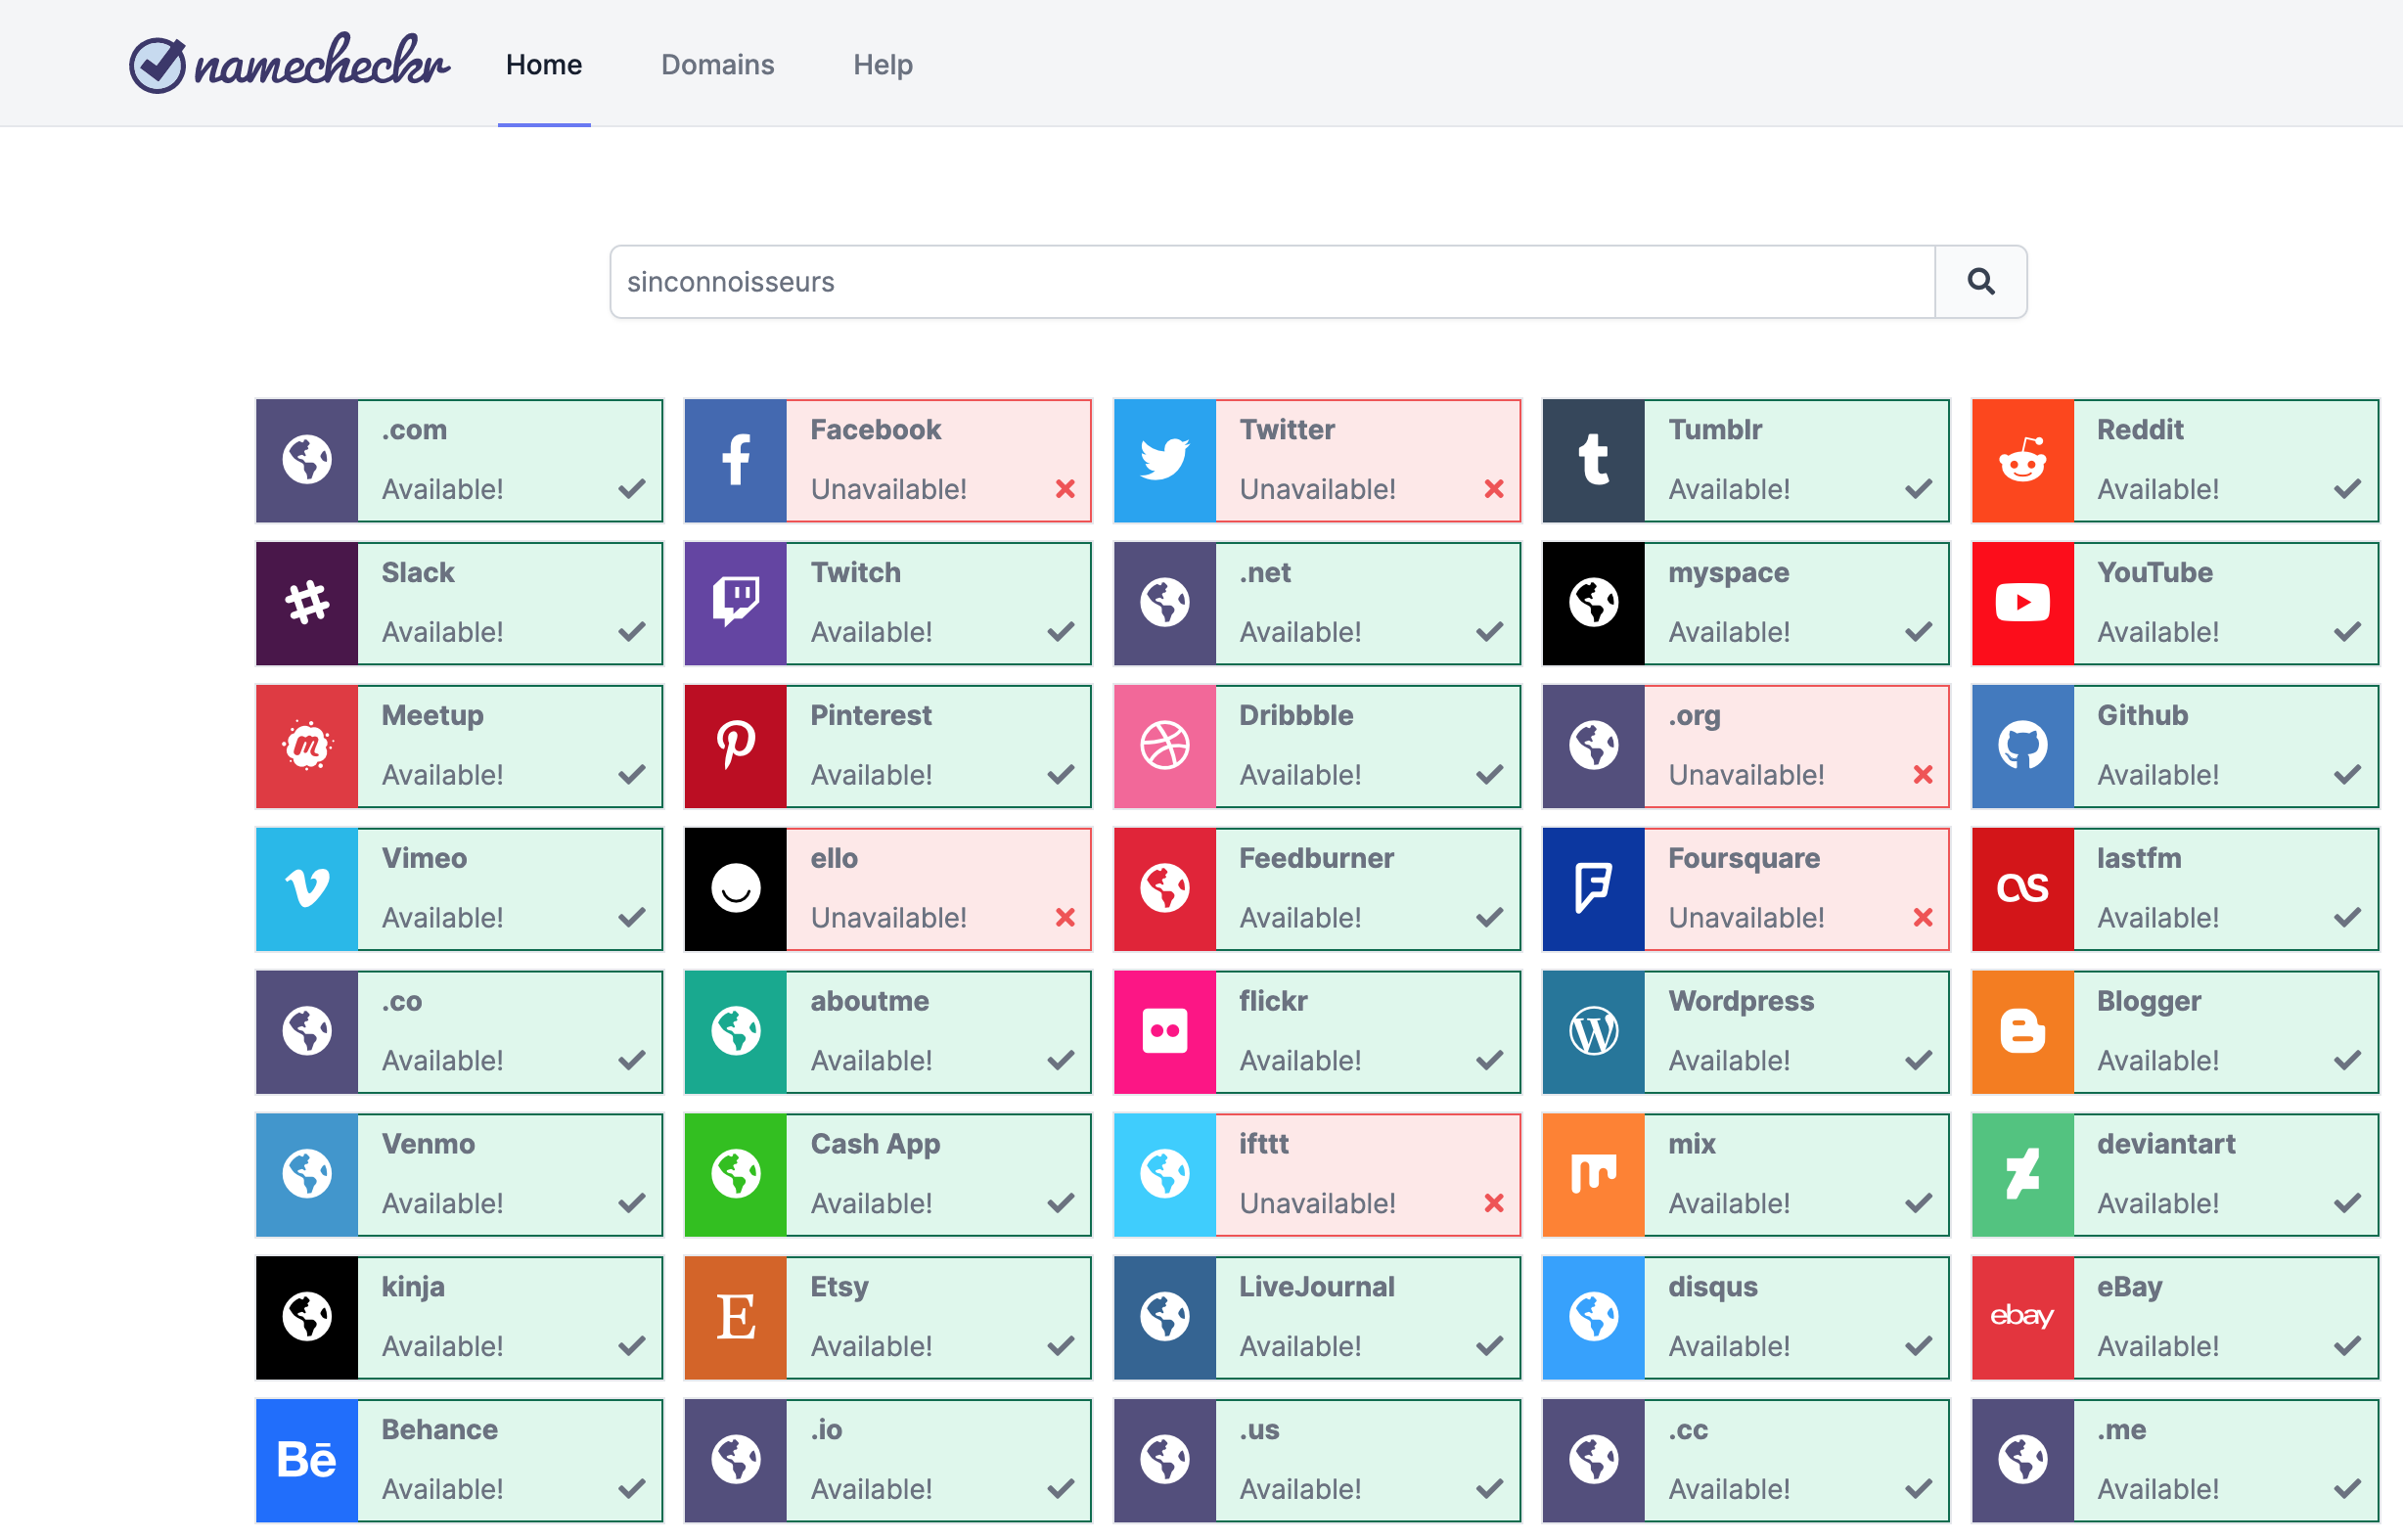 namecheckr Home Domains Help
sinconnoisseurs
.com Facebook Twitter Tumblr Reddit
Available! Unavailable! Unavailable! Available! Available!
Slack Twitch .net myspace YouTube
Available! Available! Available! Available! Available!
Meetup Pinterest Dribbble .org Github
Available! Available! Available! Unavailable! Available!
Vimeo ello Feedburner Foursquare lastfm
Available! Unavailable! Available! Unavailable! Available!
.co aboutme flickr Wordpress Blogger
Available! Available! Available! Available! Available!
Venmo Cash App ifttt mix deviantart
Available! Available! Unavailable! Available! Available!
kinja Etsy LiveJournal disqus eBay
ebay
Available! Available! Available! Available! Available!
Behance .io .us .cc .me
Bē
Available! Available! Available! Available! Available!